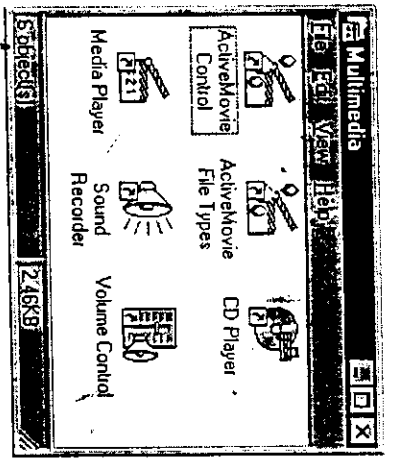 Multimedia
File Edit View Help
ActiveMovie Control
ActiveMovie File Types
CD Player
Media Player
Sound Recorder
Volume Control
6 object(s) 2.46KB